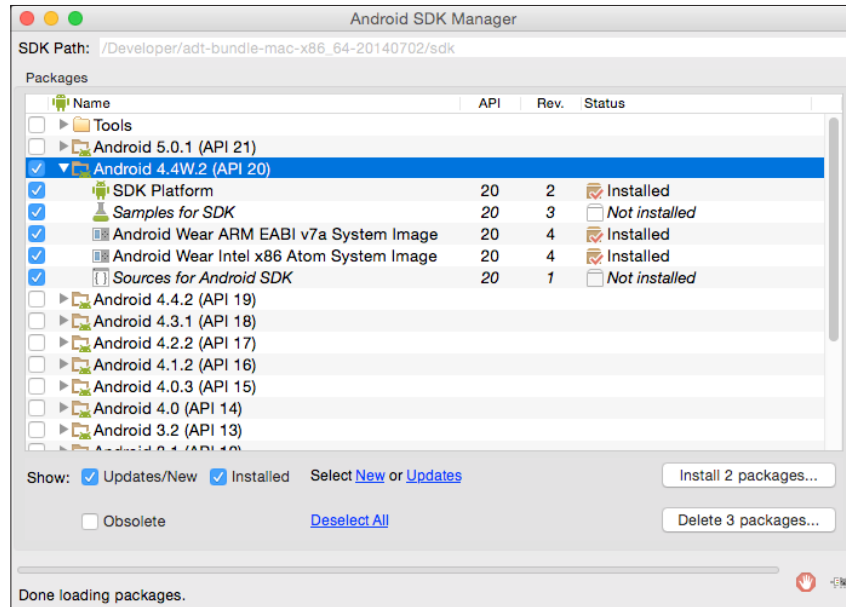 Android SDK Manager
SDK Path: /Developer/adt-bundle-mac-x86_64-20140702/sdk
Packages
Name API Rev. Status
Tools
Android 5.0.1 (API 21)
Android 4.4W.2 (API 20)
SDK Platform 20 2 Installed
Samples for SDK 20 3 Not installed
Android Wear ARM EABI v7a System Image 20 4 Installed
Android Wear Intel x86 Atom System Image 20 4 Installed
Sources for Android SDK 20 1 Not installed
Android 4.4.2 (API 19)
Android 4.3.1 (API 18)
Android 4.2.2 (API 17)
Android 4.1.2 (API 16)
Android 4.0.3 (API 15)
Android 4.0 (API 14)
Android 3.2 (API 13)
Android 3.1 (API 12)
Show: Updates/New Installed Select New or Updates Install 2 packages...
Obsolete Deselect All Delete 3 packages...
Done loading packages.